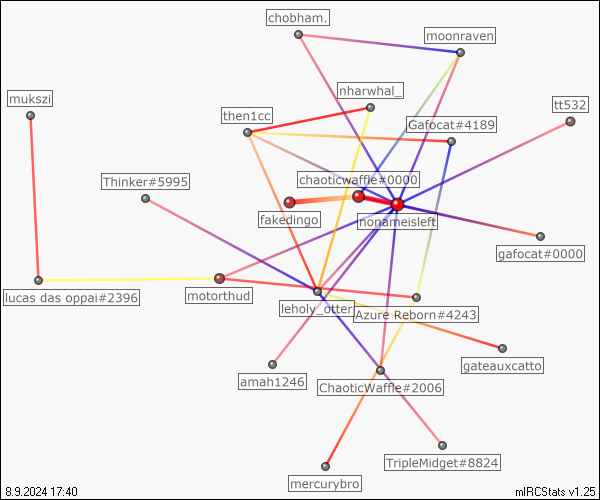 chobham.
moonraven
nharwhal_
mukszi
tt532
then1cc
Gafocat#4189
Thinker#5995
chaoticwaffle#0000
fakedingo
nonameisleft
gafocat#0000
lucas das oppai#2396
motorthud
leholy_otter
Azure Reborn#4243
gateauxcatto
amah1246
ChaoticWaffle#2006
TripleMidget#8824
mercurybro
8.9.2024 17:40
mIRCStats v1.25